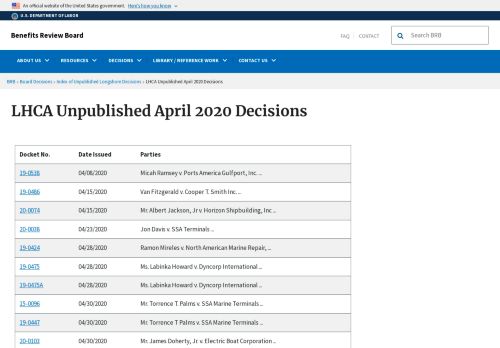 An official website of the United States government. Here's how you know
U.S. DEPARTMENT OF LABOR
Benefits Review Board
FAQ CONTACT
Search BRB
ABOUT US RESOURCES DECISIONS LIBRARY / REFERENCE WORK CONTACT US
BRB › Board Decisions › Index of Unpublished Longshore Decisions › LHCA Unpublished April 2020 Decisions
LHCA Unpublished April 2020 Decisions
Docket No. Date Issued Parties
19-0538 04/08/2020 Micah Ramsey v. Ports America Gulfport, Inc. ...
19-0486 04/15/2020 Van Fitzgerald v. Cooper T. Smith Inc. ...
20-0074 04/15/2020 Mr. Albert Jackson, Jr v. Horizon Shipbuilding, Inc ...
20-0038 04/23/2020 Jon Davis v. SSA Terminals ...
19-0424 04/28/2020 Ramon Mireles v. North American Marine Repair, ...
19-0475 04/28/2020 Ms. Labinka Howard v. Dyncorp International ...
19-0475A 04/28/2020 Ms. Labinka Howard v. Dyncorp International ...
15-0096 04/30/2020 Mr. Torrence T Palms v. SSA Marine Terminals ...
19-0447 04/30/2020 Mr. Torrence T Palms v. SSA Marine Terminals ...
20-0103 04/30/2020 Mr. James Doherty, Jr. v. Electric Boat Corporation ...